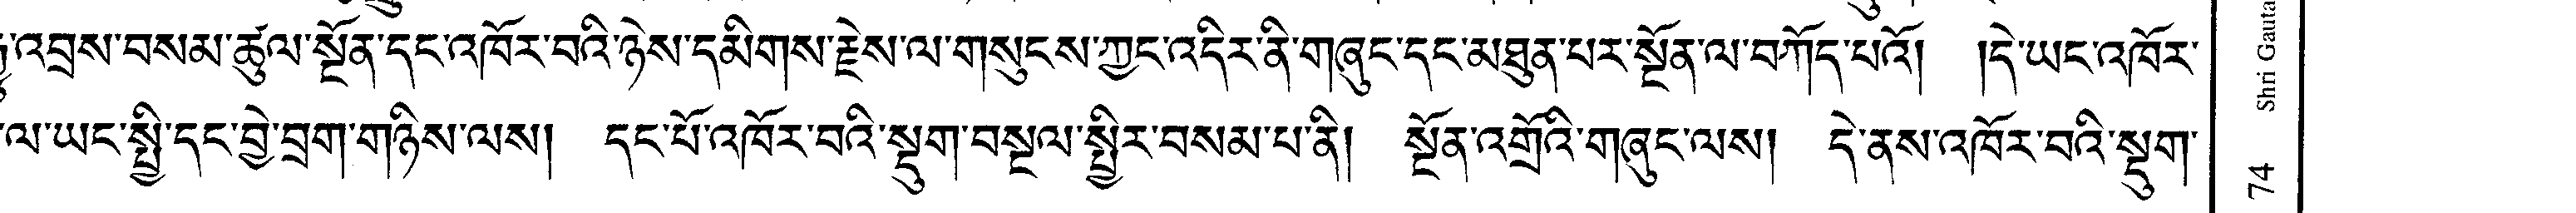 འབྲས་བསམ་ཚུལ་སྔོན་དང་འཁོར་བའི་ཉེས་དམིགས་རྗེས་ལ་གསུངས་ཀྱང་འདིར་ནི་གཞུང་དང་མཐུན་པར་སྔོན་ལ་བཀོད་པའོ། །དེ་ཡང་འཁོར་
ལ་ཡང་སྤྱི་དང་བྱེ་བྲག་གཉིས་ལས། དང་པོ་འཁོར་བའི་སྡུག་བསྔལ་སྤྱིར་བསམ་པ་ནི། སྔོན་འགྲོའི་གཞུང་ལས། དེ་ནས་འཁོར་བའི་སྡུག་
Shri Gauta
74